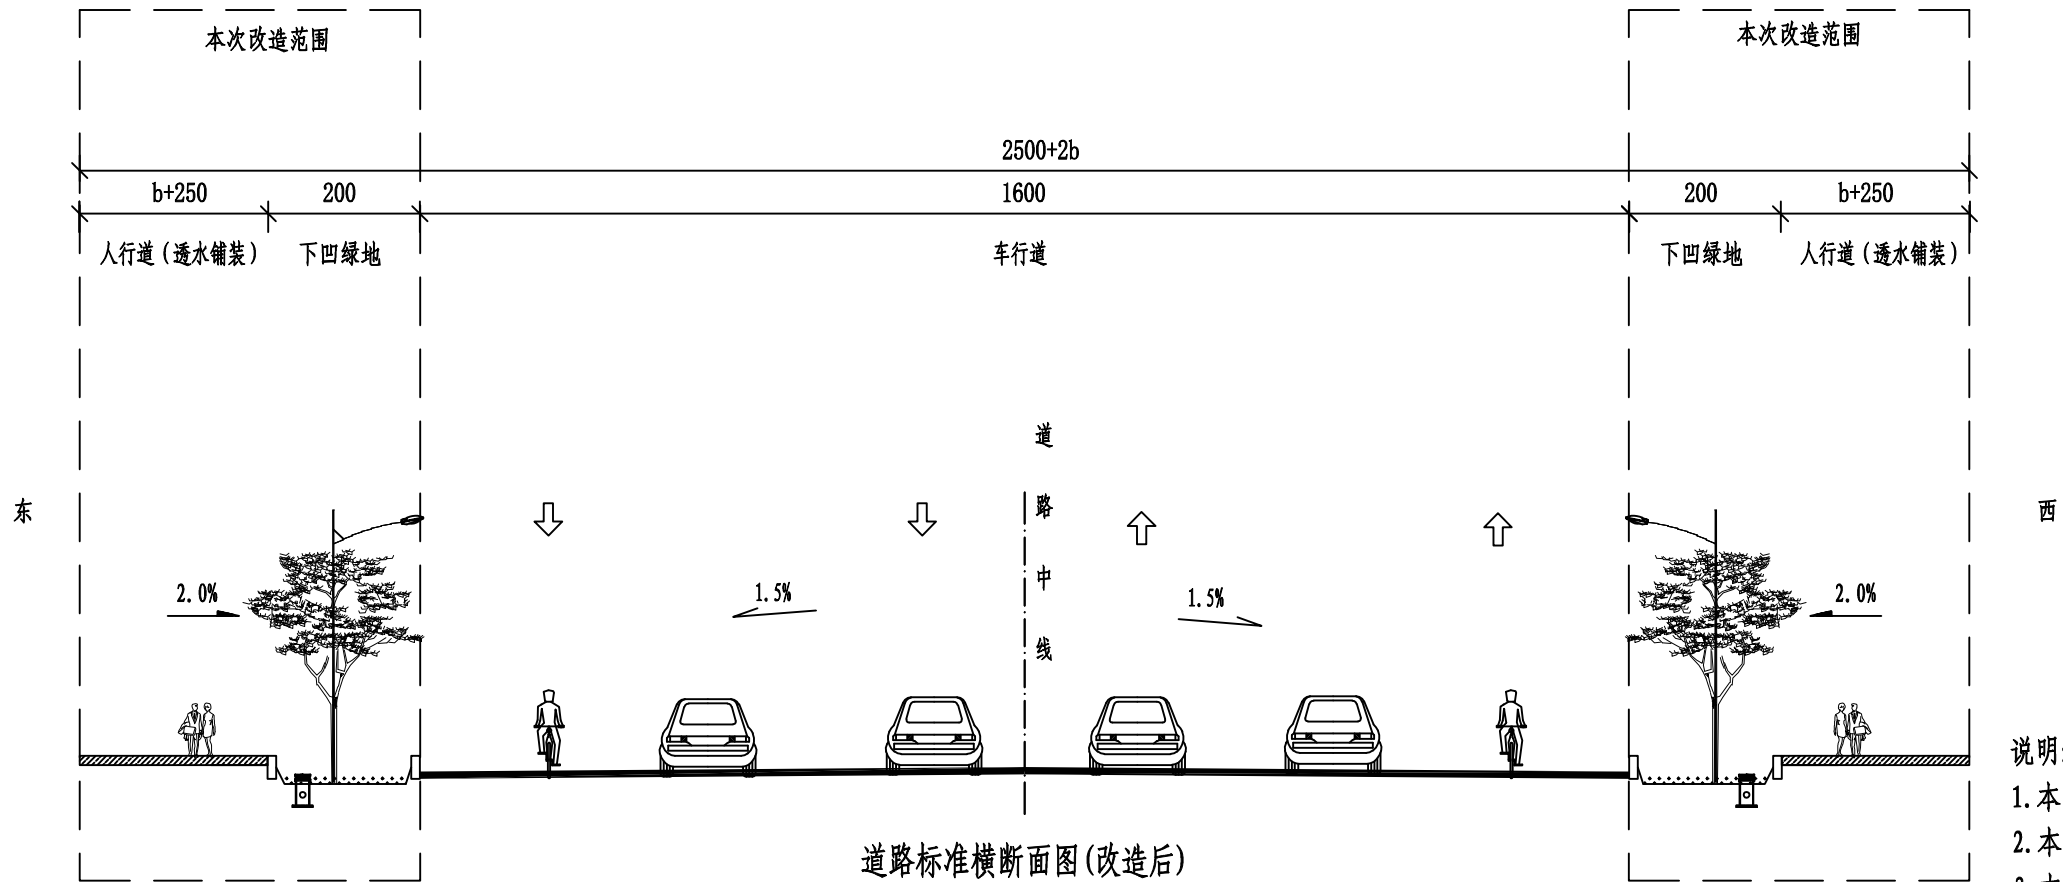 本次改造范围
本次改造范围
2500+2b
b+250 200 1600 200 b+250
人行道(透水铺装) 下凹绿地 车行道 下凹绿地 人行道(透水铺装)
道路中线
东
西
2.0% 1.5% 1.5% 2.0%
说明:
1.本
2.本
道路标准横断面图(改造后)